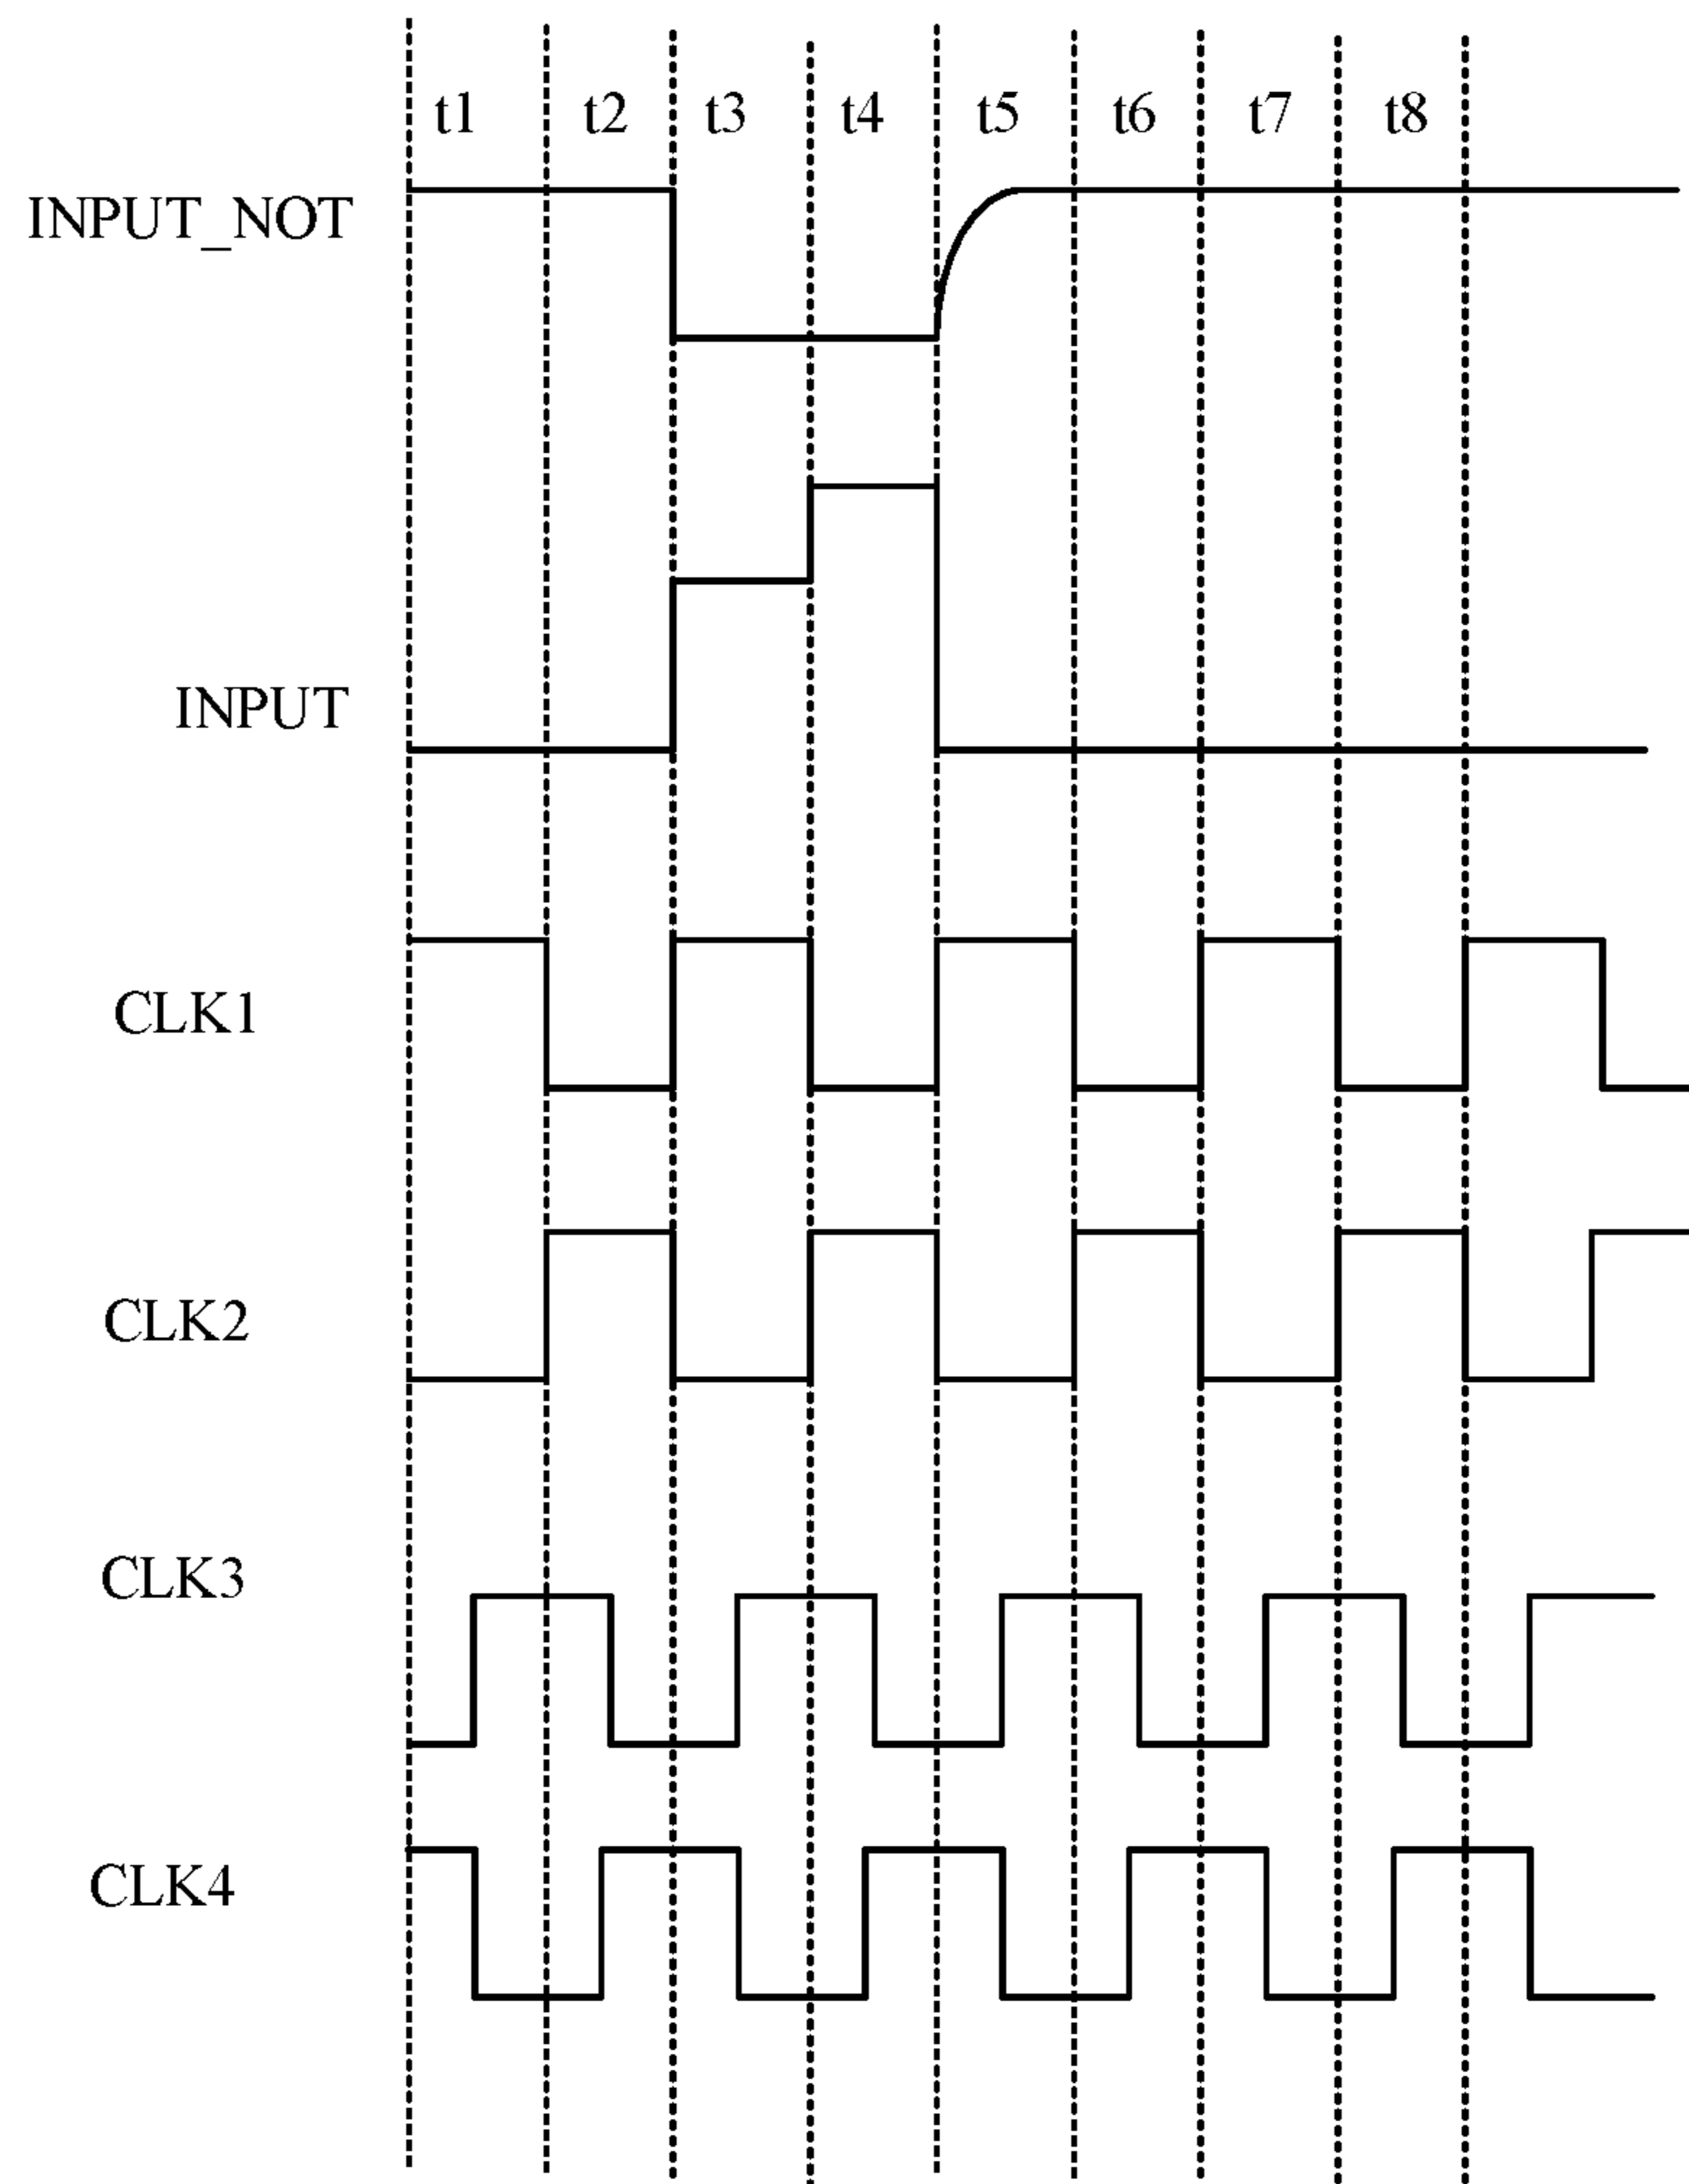 t1 t2 t3 t4 t5 t6 t7 t8
INPUT_NOT
INPUT
CLK1
CLK2
CLK3
CLK4